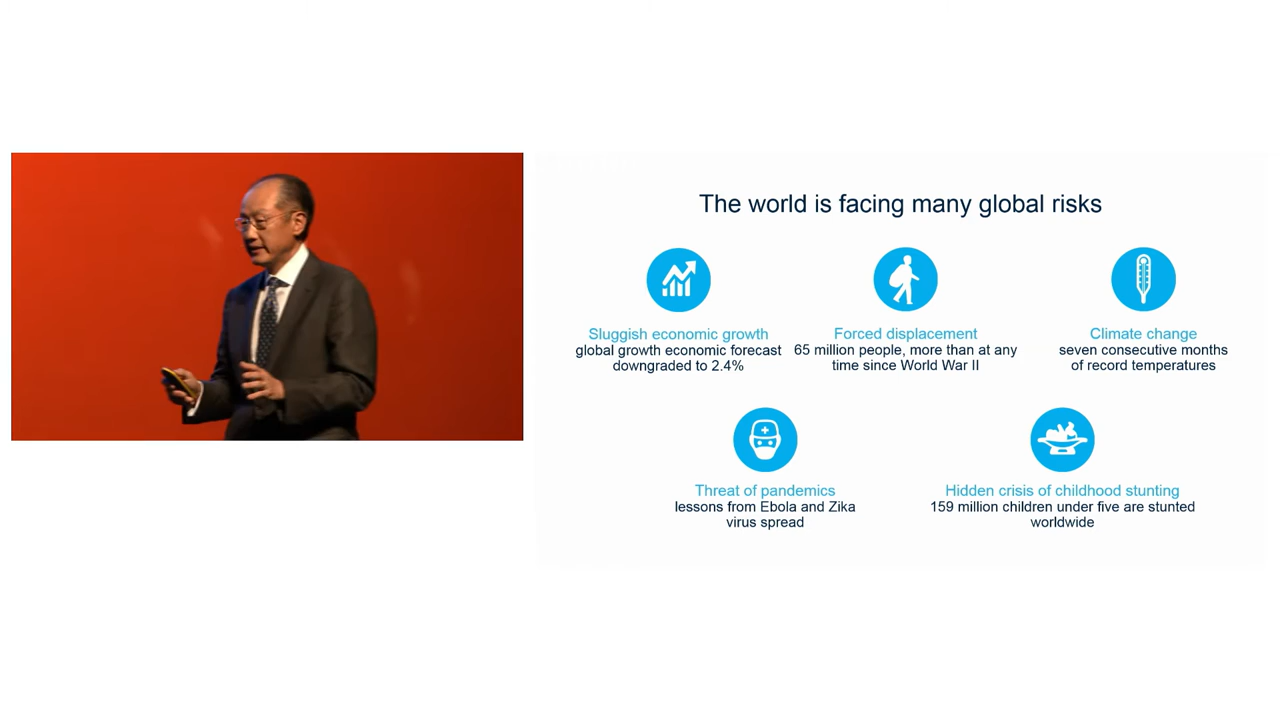 The world is facing many global risks
Sluggish economic growth
global growth economic forecast
downgraded to 2.4%
Forced displacement
65 million people, more than at any
time since World War II
Climate change
seven consecutive months
of record temperatures
Threat of pandemics
lessons from Ebola and Zika
virus spread
Hidden crisis of childhood stunting
159 million children under five are stunted
worldwide